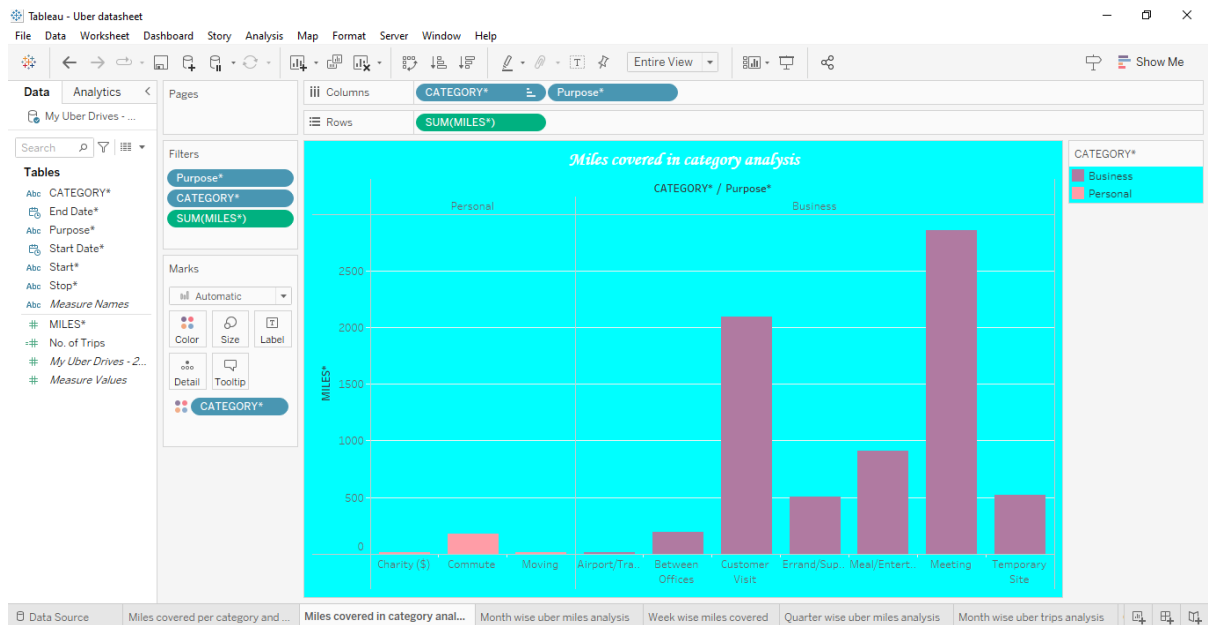 Tableau - Uber datasheet
File Data Worksheet Dashboard Story Analysis Map Format Server Window Help
Entire View
Show Me
Data Analytics
My Uber Drives - ...
Search
Tables
Abc CATEGORY*
End Date*
Abc Purpose*
Start Date*
Abc Start*
Abc Stop*
Abc Measure Names
# MILES*
=# No. of Trips
# My Uber Drives - 2...
# Measure Values
Pages
Filters
Purpose*
CATEGORY*
SUM(MILES*)
Marks
Automatic
Color Size Label
Detail Tooltip
CATEGORY*
Columns CATEGORY* Purpose*
Rows SUM(MILES*)
Miles covered in category analysis
CATEGORY* / Purpose*
Personal Business
MILES*
2500
2000
1500
1000
500
0
Charity ($) Commute Moving Airport/Tra.. Between Offices Customer Visit Errand/Sup.. Meal/Entert.. Meeting Temporary Site
CATEGORY*
Business
Personal
Data Source Miles covered per category and ... Miles covered in category anal... Month wise uber miles analysis Week wise miles covered Quarter wise uber miles analysis Month wise uber trips analysis